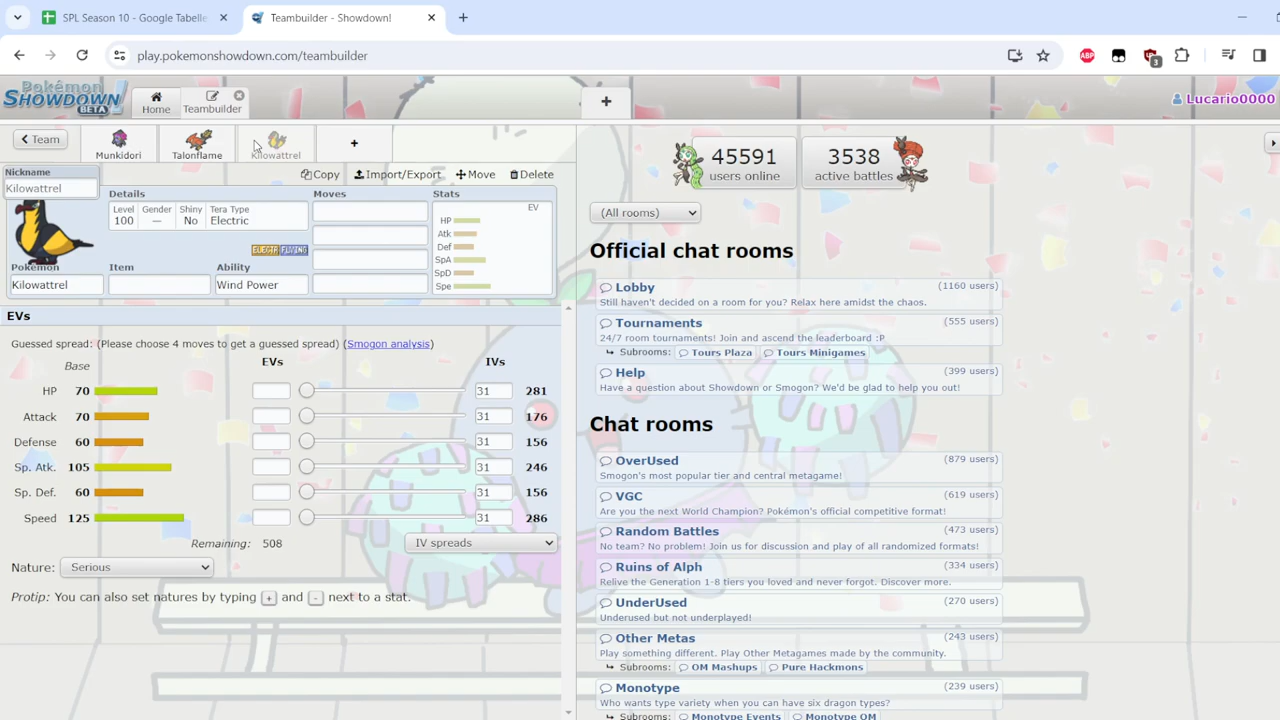 SPL Season 10 - Google Tabelle
Teambuilder - Showdown!
play.pokemonshowdown.com/teambuilder
3
Pokémon
SHOWDOWN
BETA
Home
Teambuilder
Lucario0000
Team
Munkidori
Talonflame
Kilowattrel
Nickname
Kilowattrel
Copy
Import/Export
Move
Delete
Details
Level Gender Shiny Tera Type
100 — No Electric
ELECTR FLYING
Moves
Stats
EV
HP
Atk
Def
SpA
SpD
Spe
Pokémon
Kilowattrel
Item
Ability
Wind Power
EVs
Guessed spread: (Please choose 4 moves to get a guessed spread) (Smogon analysis)
Base EVs IVs
HP 70 31 281
Attack 70 31 176
Defense 60 31 156
Sp. Atk. 105 31 246
Sp. Def. 60 31 156
Speed 125 31 286
Remaining: 508
IV spreads
Nature: Serious
Protip: You can also set natures by typing + and - next to a stat.
45591
users online
3538
active battles
(All rooms)
Official chat rooms
Lobby (1160 users)
Still haven't decided on a room for you? Relax here amidst the chaos.
Tournaments (555 users)
24/7 room tournaments! Join and ascend the leaderboard :P
Subrooms: Tours Plaza Tours Minigames
Help (399 users)
Have a question about Showdown or Smogon? We'd be glad to help you out!
Chat rooms
OverUsed (879 users)
Smogon's most popular tier and central metagame!
VGC (619 users)
Are you the next World Champion? Pokémon's official competitive format!
Random Battles (473 users)
No team? No problem! Join us for discussion and play of all randomized formats!
Ruins of Alph (334 users)
Relive the Generation 1-8 tiers you loved and never forgot. Discover more.
UnderUsed (270 users)
Underused but not underplayed!
Other Metas (243 users)
Play something different. Play Other Metagames made by the community.
Subrooms: OM Mashups Pure Hackmons
Monotype (239 users)
Who wants type variety when you can have six dragon types?
Subrooms: Monotype Events Monotype OM